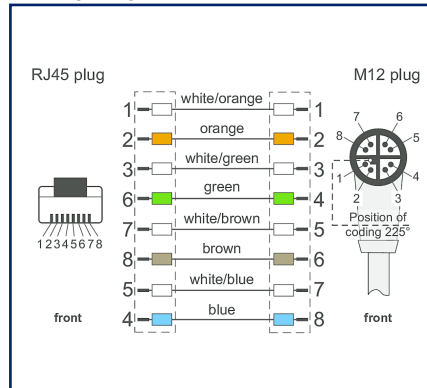 RJ45 plug
M12 plug
1 white/orange 1
2 orange 2
3 white/green 3
6 green 4
7 white/brown 5
8 brown 6
5 white/blue 7
4 blue 8
12345678
front
7 6
8 5
1 4
2 3
Position of
coding 225°
front